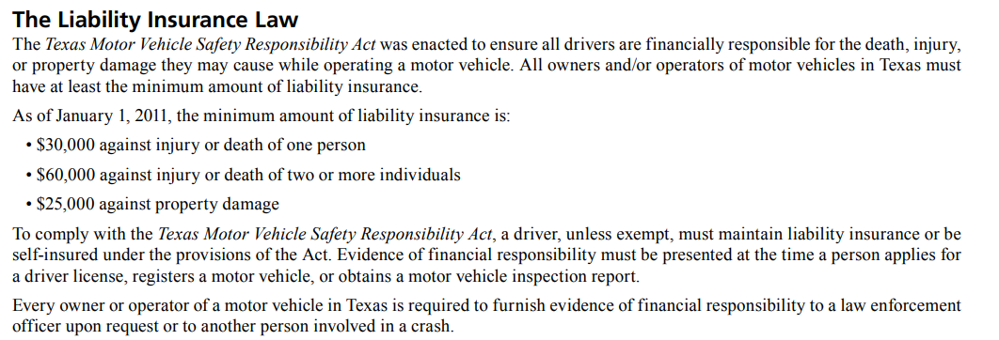 The Liability Insurance Law
The Texas Motor Vehicle Safety Responsibility Act was enacted to ensure all drivers are financially responsible for the death, injury,
or property damage they may cause while operating a motor vehicle. All owners and/or operators of motor vehicles in Texas must
have at least the minimum amount of liability insurance.
As of January 1, 2011, the minimum amount of liability insurance is:
• $30,000 against injury or death of one person
• $60,000 against injury or death of two or more individuals
• $25,000 against property damage
To comply with the Texas Motor Vehicle Safety Responsibility Act, a driver, unless exempt, must maintain liability insurance or be
self-insured under the provisions of the Act. Evidence of financial responsibility must be presented at the time a person applies for
a driver license, registers a motor vehicle, or obtains a motor vehicle inspection report.
Every owner or operator of a motor vehicle in Texas is required to furnish evidence of financial responsibility to a law enforcement
officer upon request or to another person involved in a crash.